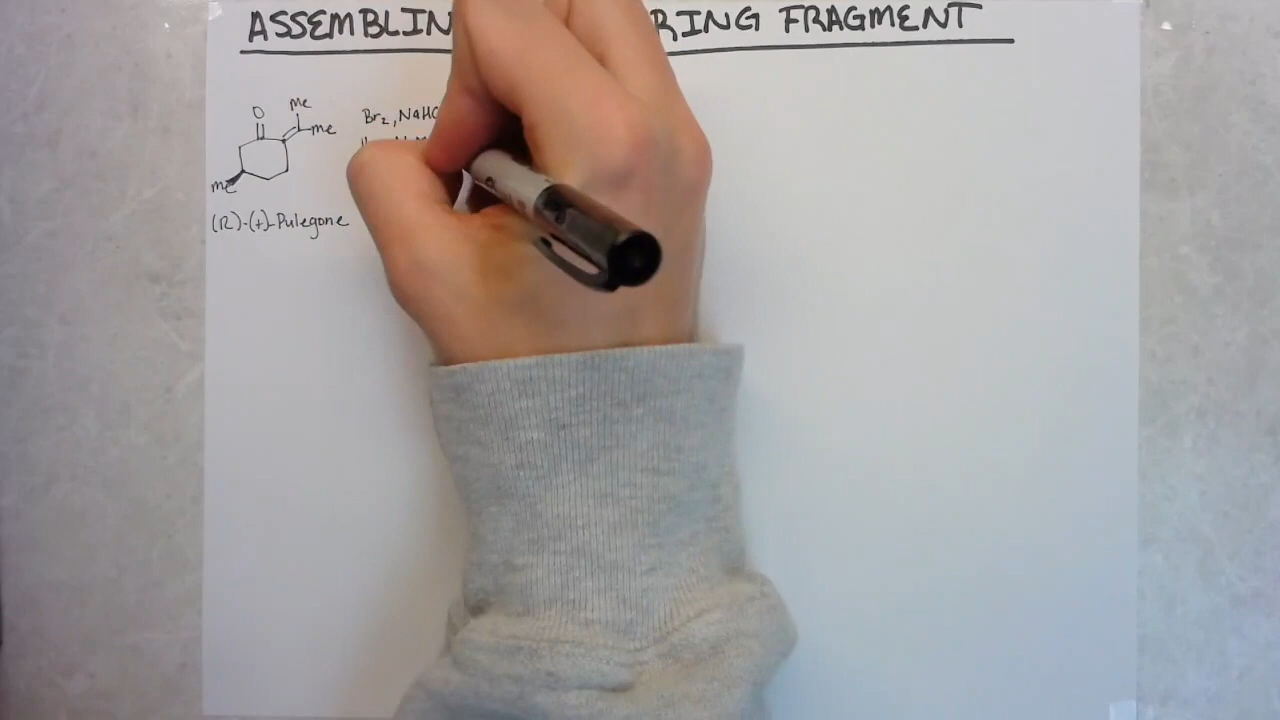 ASSEMBLIN RING FRAGMENT
O
Me
Me
Br₂, NaHC
Me
(R)-(+)-Pulegone